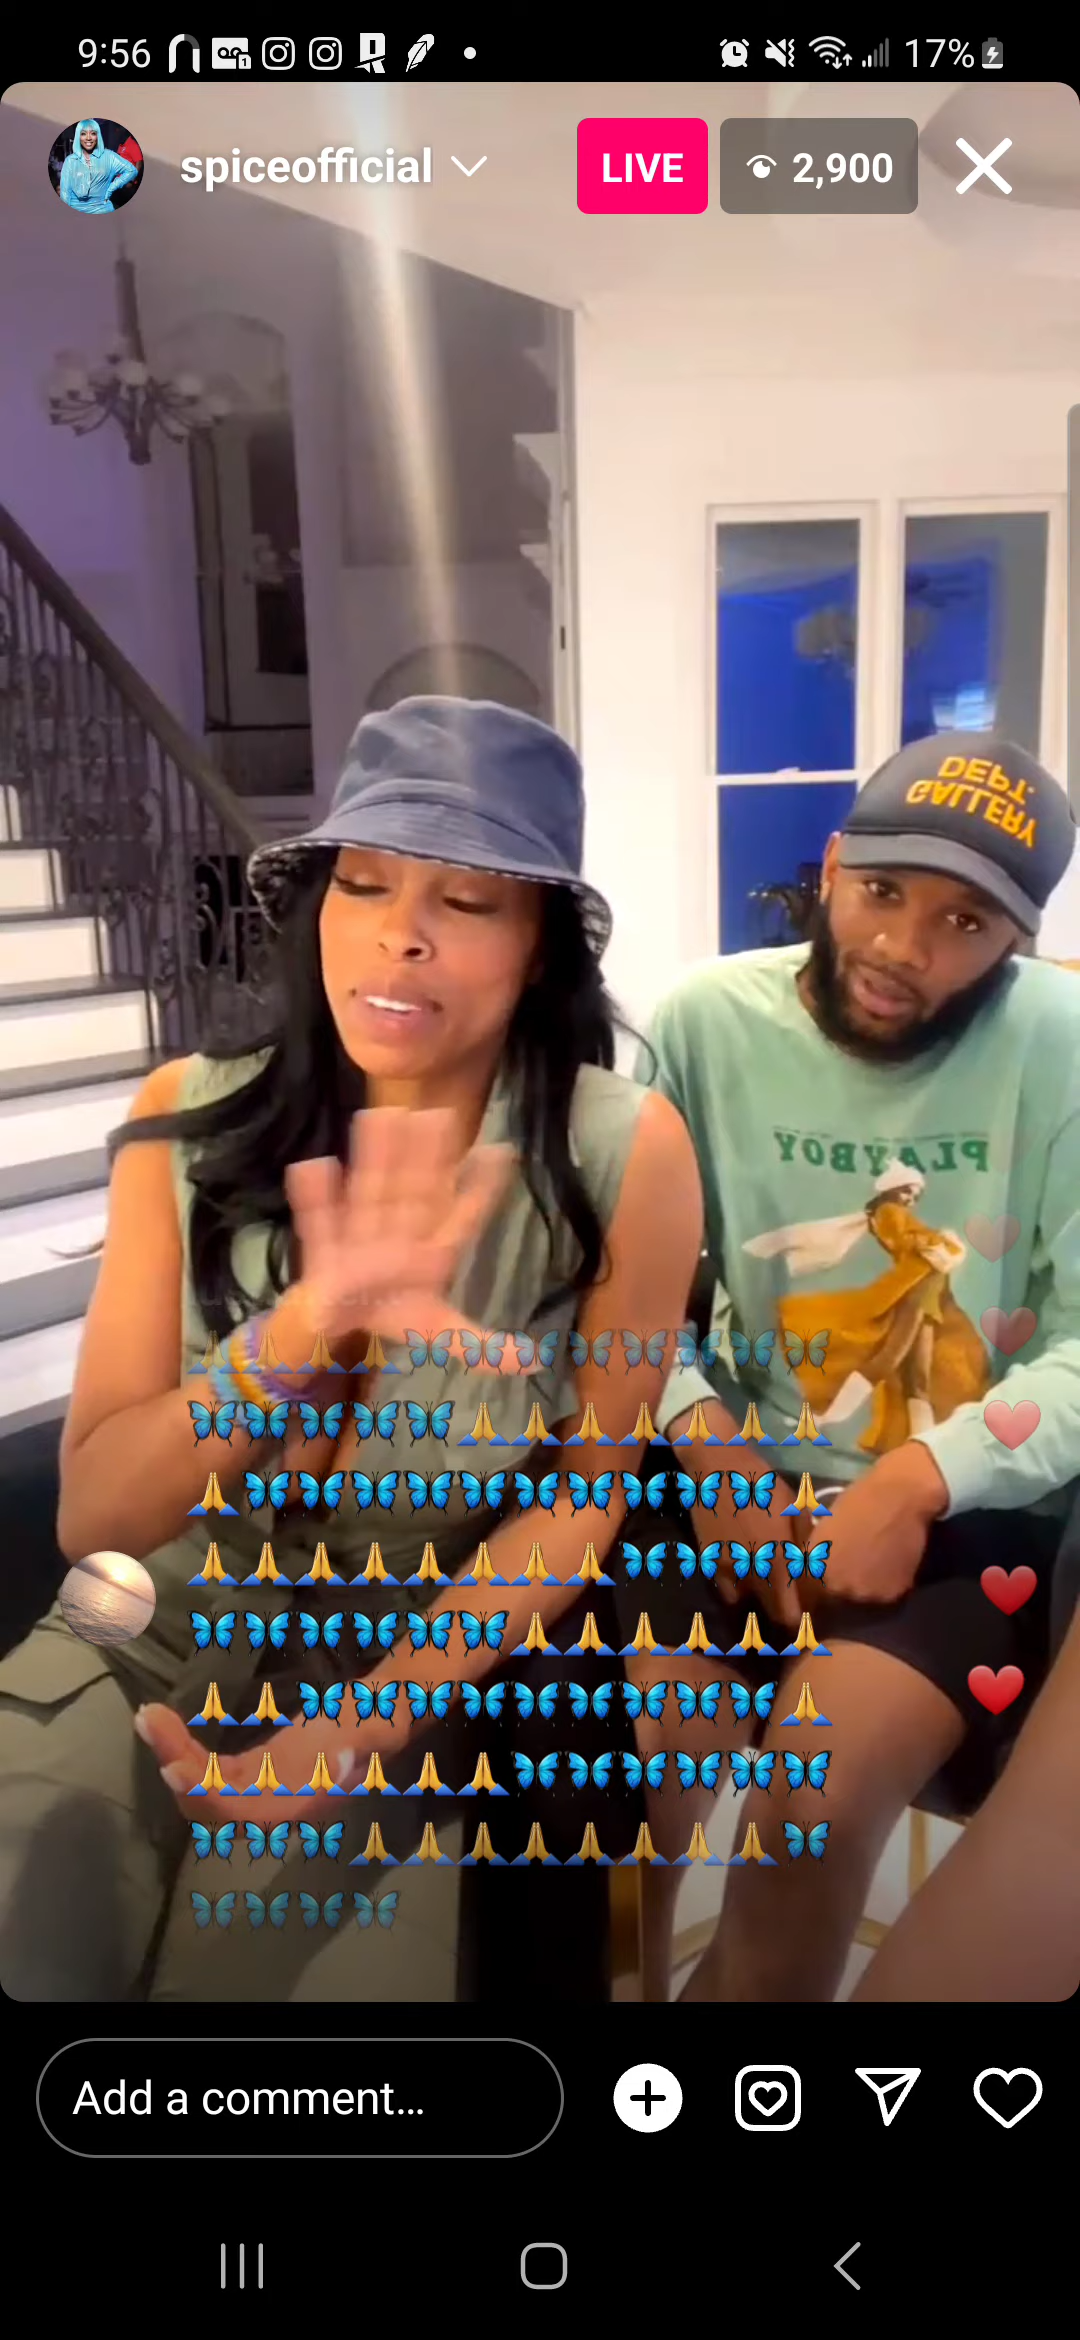 9:56
17%
spiceofficial
LIVE
2,900
GALLERY
DEPT.
PLAYBOY
Add a comment...